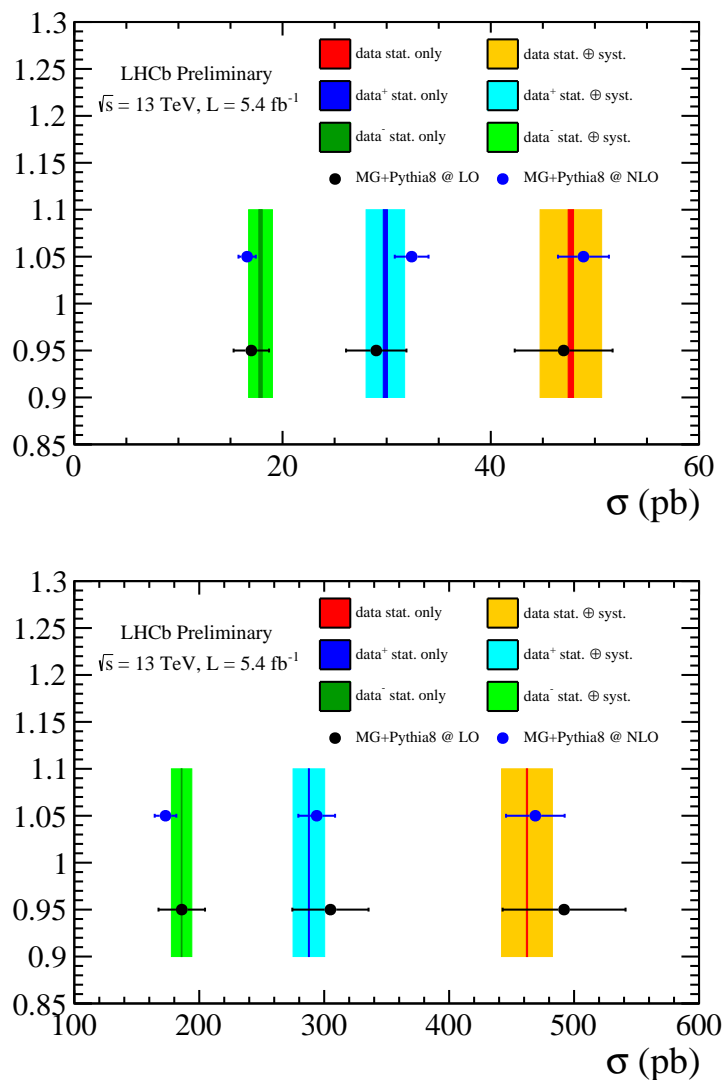 1.3
1.25
1.2
1.15
1.1
1.05
1
0.95
0.9
0.85
LHCb Preliminary
√s = 13 TeV, L = 5.4 fb⁻¹
data stat. only
data stat. ⊕ syst.
data⁺ stat. only
data⁺ stat. ⊕ syst.
data⁻ stat. only
data⁻ stat. ⊕ syst.
MG+Pythia8 @ LO
MG+Pythia8 @ NLO
0 20 40 60
σ (pb)
1.3
1.25
1.2
1.15
1.1
1.05
1
0.95
0.9
0.85
LHCb Preliminary
√s = 13 TeV, L = 5.4 fb⁻¹
data stat. only
data stat. ⊕ syst.
data⁺ stat. only
data⁺ stat. ⊕ syst.
data⁻ stat. only
data⁻ stat. ⊕ syst.
MG+Pythia8 @ LO
MG+Pythia8 @ NLO
100 200 300 400 500 600
σ (pb)